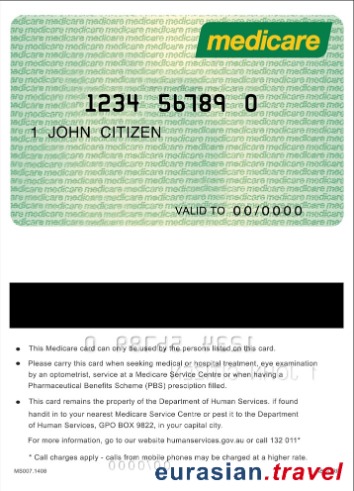 medicare
1234 56789 0
1 JOHN CITIZEN
VALID TO 00/0000
This Medicare card can only be used by the persons listed on this card.
Please carry this card when seeking medical or hospital treatment, eye examination
by an optometrist, service at a Medicare Service Centre or when having a
Pharmaceutical Benefits Scheme (PBS) presciption filled.
This card remains the property of the Department of Human Services. if found
handit in to your nearest Medicare Service Centre or pest it to the Department
of Human Services, GPO BOX 9822, in your capital city.
For more information, go to our website humanservices.gov.au or call 132 011*
* Call charges apply - calls from mobile phones may be charged at a higher rate.
MS007.1408
eurasian.travel